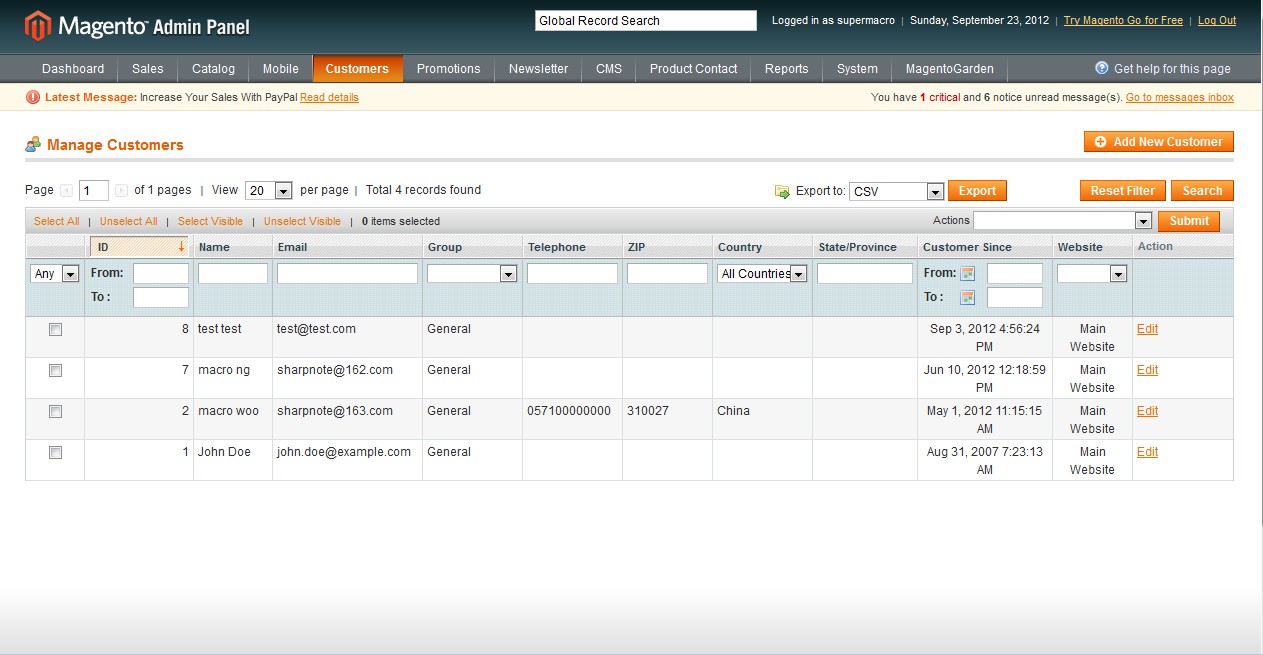 Magento Admin Panel
Global Record Search
Logged in as supermacro | Sunday, September 23, 2012 | Try Magento Go for Free | Log Out
Dashboard Sales Catalog Mobile Customers Promotions Newsletter CMS Product Contact Reports System MagentoGarden Get help for this page
Latest Message: Increase Your Sales With PayPal Read details
You have 1 critical and 6 notice unread message(s). Go to messages inbox
Manage Customers
Add New Customer
Page 1 of 1 pages | View 20 per page | Total 4 records found
Export to: CSV Export
Reset Filter Search
Select All | Unselect All | Select Visible | Unselect Visible | 0 items selected
Actions Submit
ID Name Email Group Telephone ZIP Country State/Province Customer Since Website Action
Any From: All Countries From:
To : To :
8 test test test@test.com General Sep 3, 2012 4:56:24 Main Edit
PM Website
7 macro ng sharpnote@162.com General Jun 10, 2012 12:18:59 Main Edit
PM Website
2 macro woo sharpnote@163.com General 057100000000 310027 China May 1, 2012 11:15:15 Main Edit
AM Website
1 John Doe john.doe@example.com General Aug 31, 2007 7:23:13 Main Edit
AM Website